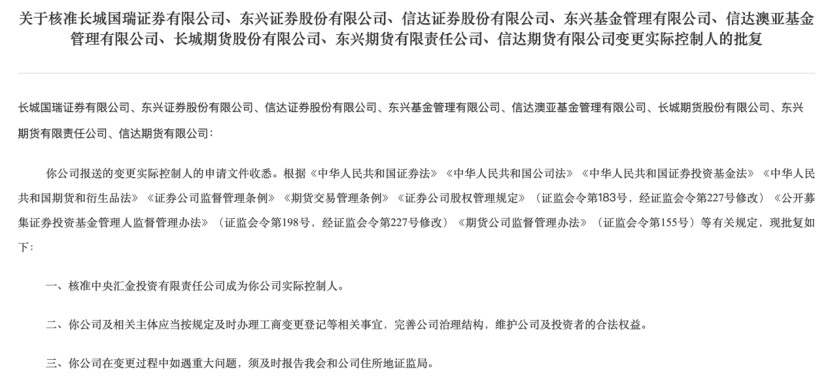 关于核准长城国瑞证券有限公司、东兴证券股份有限公司、信达证券股份有限公司、东兴基金管理有限公司、信达澳亚基金
管理有限公司、长城期货股份有限公司、东兴期货有限责任公司、信达期货有限公司变更实际控制人的批复
长城国瑞证券有限公司、东兴证券股份有限公司、信达证券股份有限公司、东兴基金管理有限公司、信达澳亚基金管理有限公司、长城期货股份有限公司、东兴
期货有限责任公司、信达期货有限公司：
你公司报送的变更实际控制人的申请文件收悉。根据《中华人民共和国证券法》《中华人民共和国公司法》《中华人民共和国证券投资基金法》《中华人民
共和国期货和衍生品法》《证券公司监督管理条例》《期货交易管理条例》《证券公司股权管理规定》（证监会令第183号，经证监会令第227号修改）《公开募
集证券投资基金管理人监督管理办法》（证监会令第198号，经证监会令第227号修改）《期货公司监督管理办法》（证监会令第155号）等有关规定，现批复如
下：
一、核准中央汇金投资有限责任公司成为你公司实际控制人。
二、你公司及相关主体应当按规定及时办理工商变更登记等相关事宜，完善公司治理结构，维护公司及投资者的合法权益。
三、你公司在变更过程中如遇重大问题，须及时报告我会和公司住所地证监局。